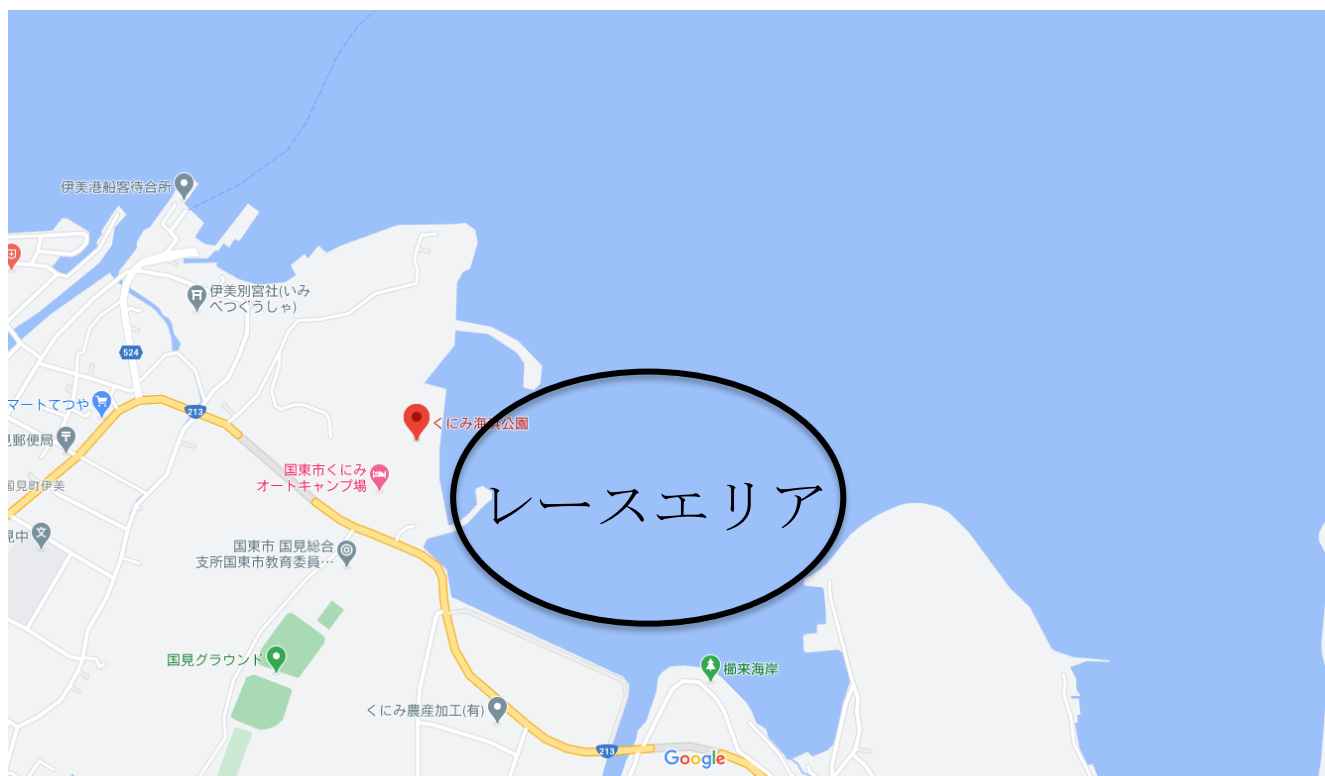 伊美港船客待合所
伊美別宮社(いみ
べつぐうしゃ)
524
マートてつや
213
くにみ海浜公園
見郵便局
国東市くにみ
オートキャンプ場
国見町伊美
レースエリア
見中
国東市 国見総合
支所国東市教育委員…
国見グラウンド
櫛来海岸
くにみ農産加工(有)
213
Google